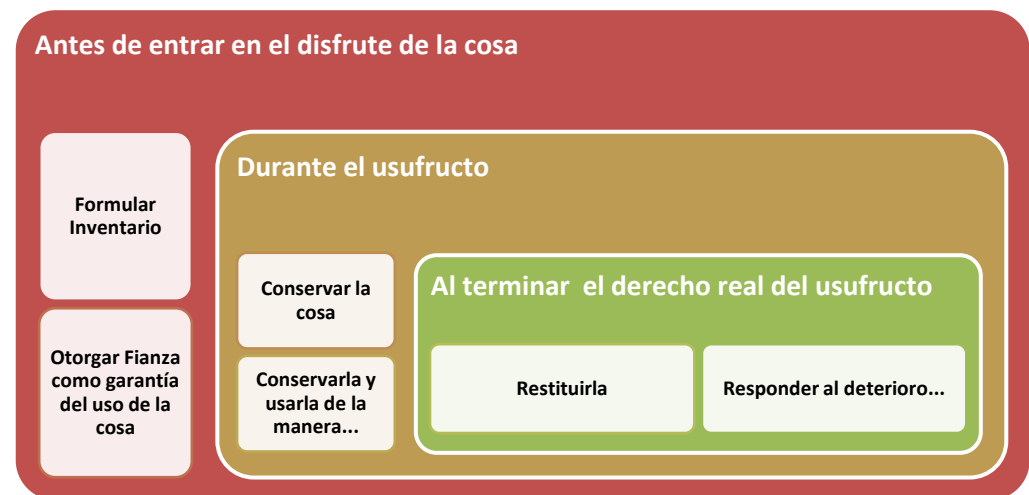 Antes de entrar en el disfrute de la cosa
Formular
Inventario
Otorgar Fianza
como garantía
del uso de la
cosa
Durante el usufructo
Conservar la
cosa
Conservarla y
usarla de la
manera...
Al terminar el derecho real del usufructo
Restituirla
Responder al deterioro...